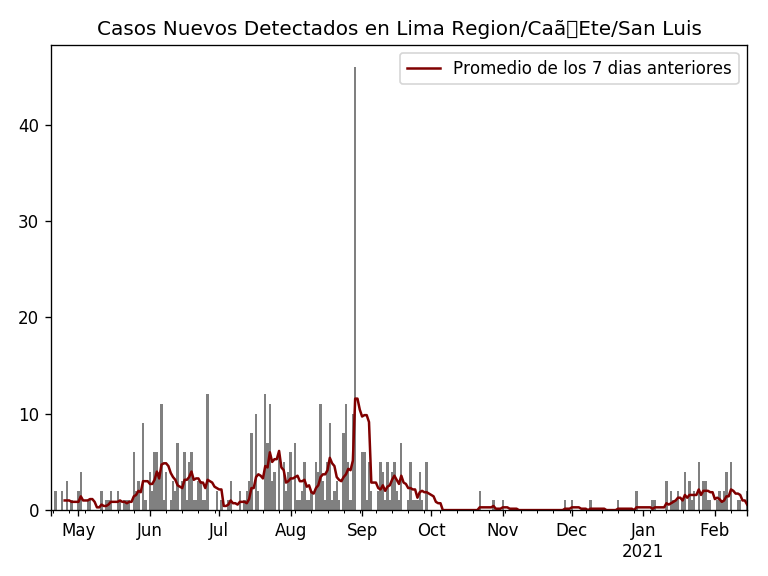 Casos Nuevos Detectados en Lima Region/Caã□Ete/San Luis
Promedio de los 7 dias anteriores
40
30
20
10
0
May Jun Jul Aug Sep Oct Nov Dec Jan Feb
2021